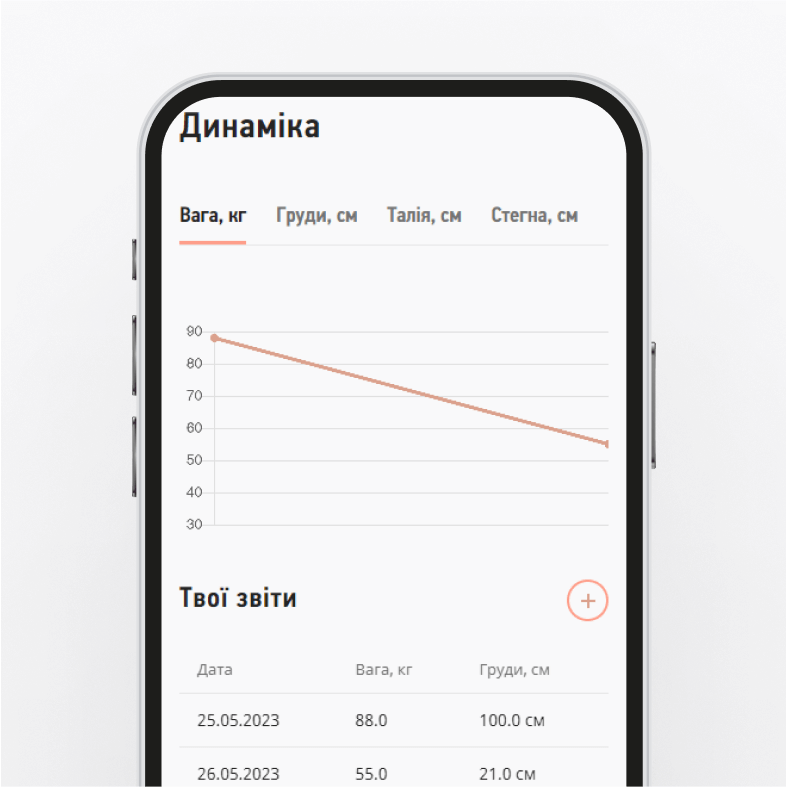 Динаміка
Вага, кг Груди, см Талія, см Стегна, см
90
80
70
60
50
40
30
Твої звіти
+
Дата Вага, кг Груди, см
25.05.2023 88.0 100.0 см
26.05.2023 55.0 21.0 см